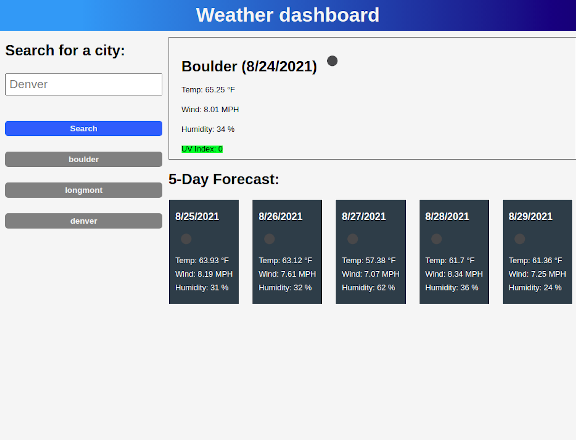 Weather dashboard
Search for a city:
Denver
Search
boulder
longmont
denver
Boulder (8/24/2021)
Temp: 65.25 °F
Wind: 8.01 MPH
Humidity: 34 %
UV Index: 0
5-Day Forecast:
8/25/2021
Temp: 63.93 °F
Wind: 8.19 MPH
Humidity: 31 %
8/26/2021
Temp: 63.12 °F
Wind: 7.61 MPH
Humidity: 32 %
8/27/2021
Temp: 57.38 °F
Wind: 7.07 MPH
Humidity: 62 %
8/28/2021
Temp: 61.7 °F
Wind: 8.34 MPH
Humidity: 36 %
8/29/2021
Temp: 61.36 °F
Wind: 7.25 MPH
Humidity: 24 %